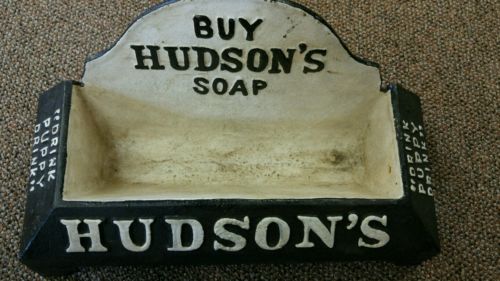 BUY
HUDSON'S
SOAP
"DRINK
PUPPY
DRINK"
"DRINK
PUPPY
DRINK"
HUDSON'S